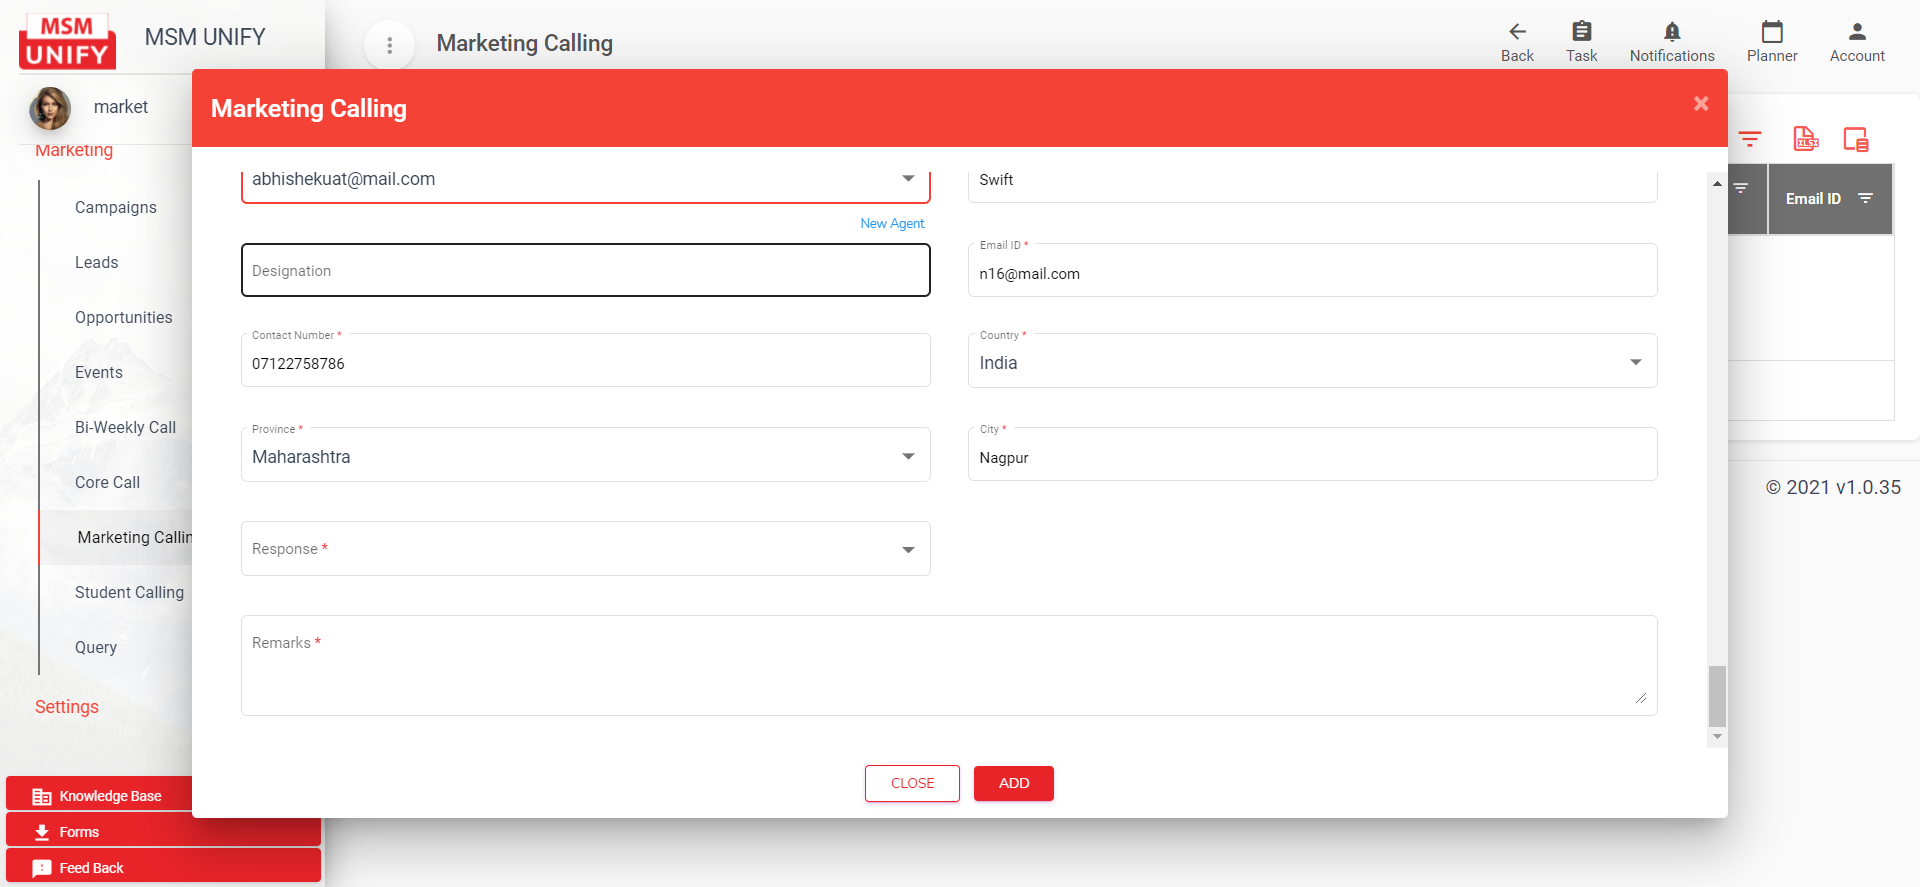 MSM
UNIFY
MSM UNIFY
Marketing Calling
Back
Task
Notifications
Planner
Account
market
Marketing
Campaigns
Leads
Opportunities
Events
Bi-Weekly Call
Core Call
Marketing Callin
Student Calling
Query
Settings
Knowledge Base
Forms
Feed Back
Marketing Calling
×
abhishekuat@mail.com
Swift
New Agent
Designation
Email ID *
n16@mail.com
Contact Number *
07122758786
Country *
India
Province *
Maharashtra
City *
Nagpur
Response *
Remarks *
CLOSE
ADD
XLSX
Email ID
© 2021 v1.0.35